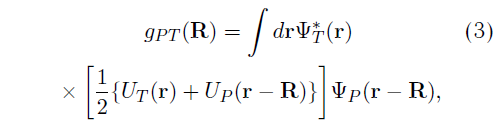 g_{PT}(\mathbf{R}) = \int d\mathbf{r} \Psi_T^*(\mathbf{r}) (3)
\times \left[ \frac{1}{2} \{ U_T(\mathbf{r}) + U_P(\mathbf{r} - \mathbf{R}) \} \right] \Psi_P(\mathbf{r} - \mathbf{R}),